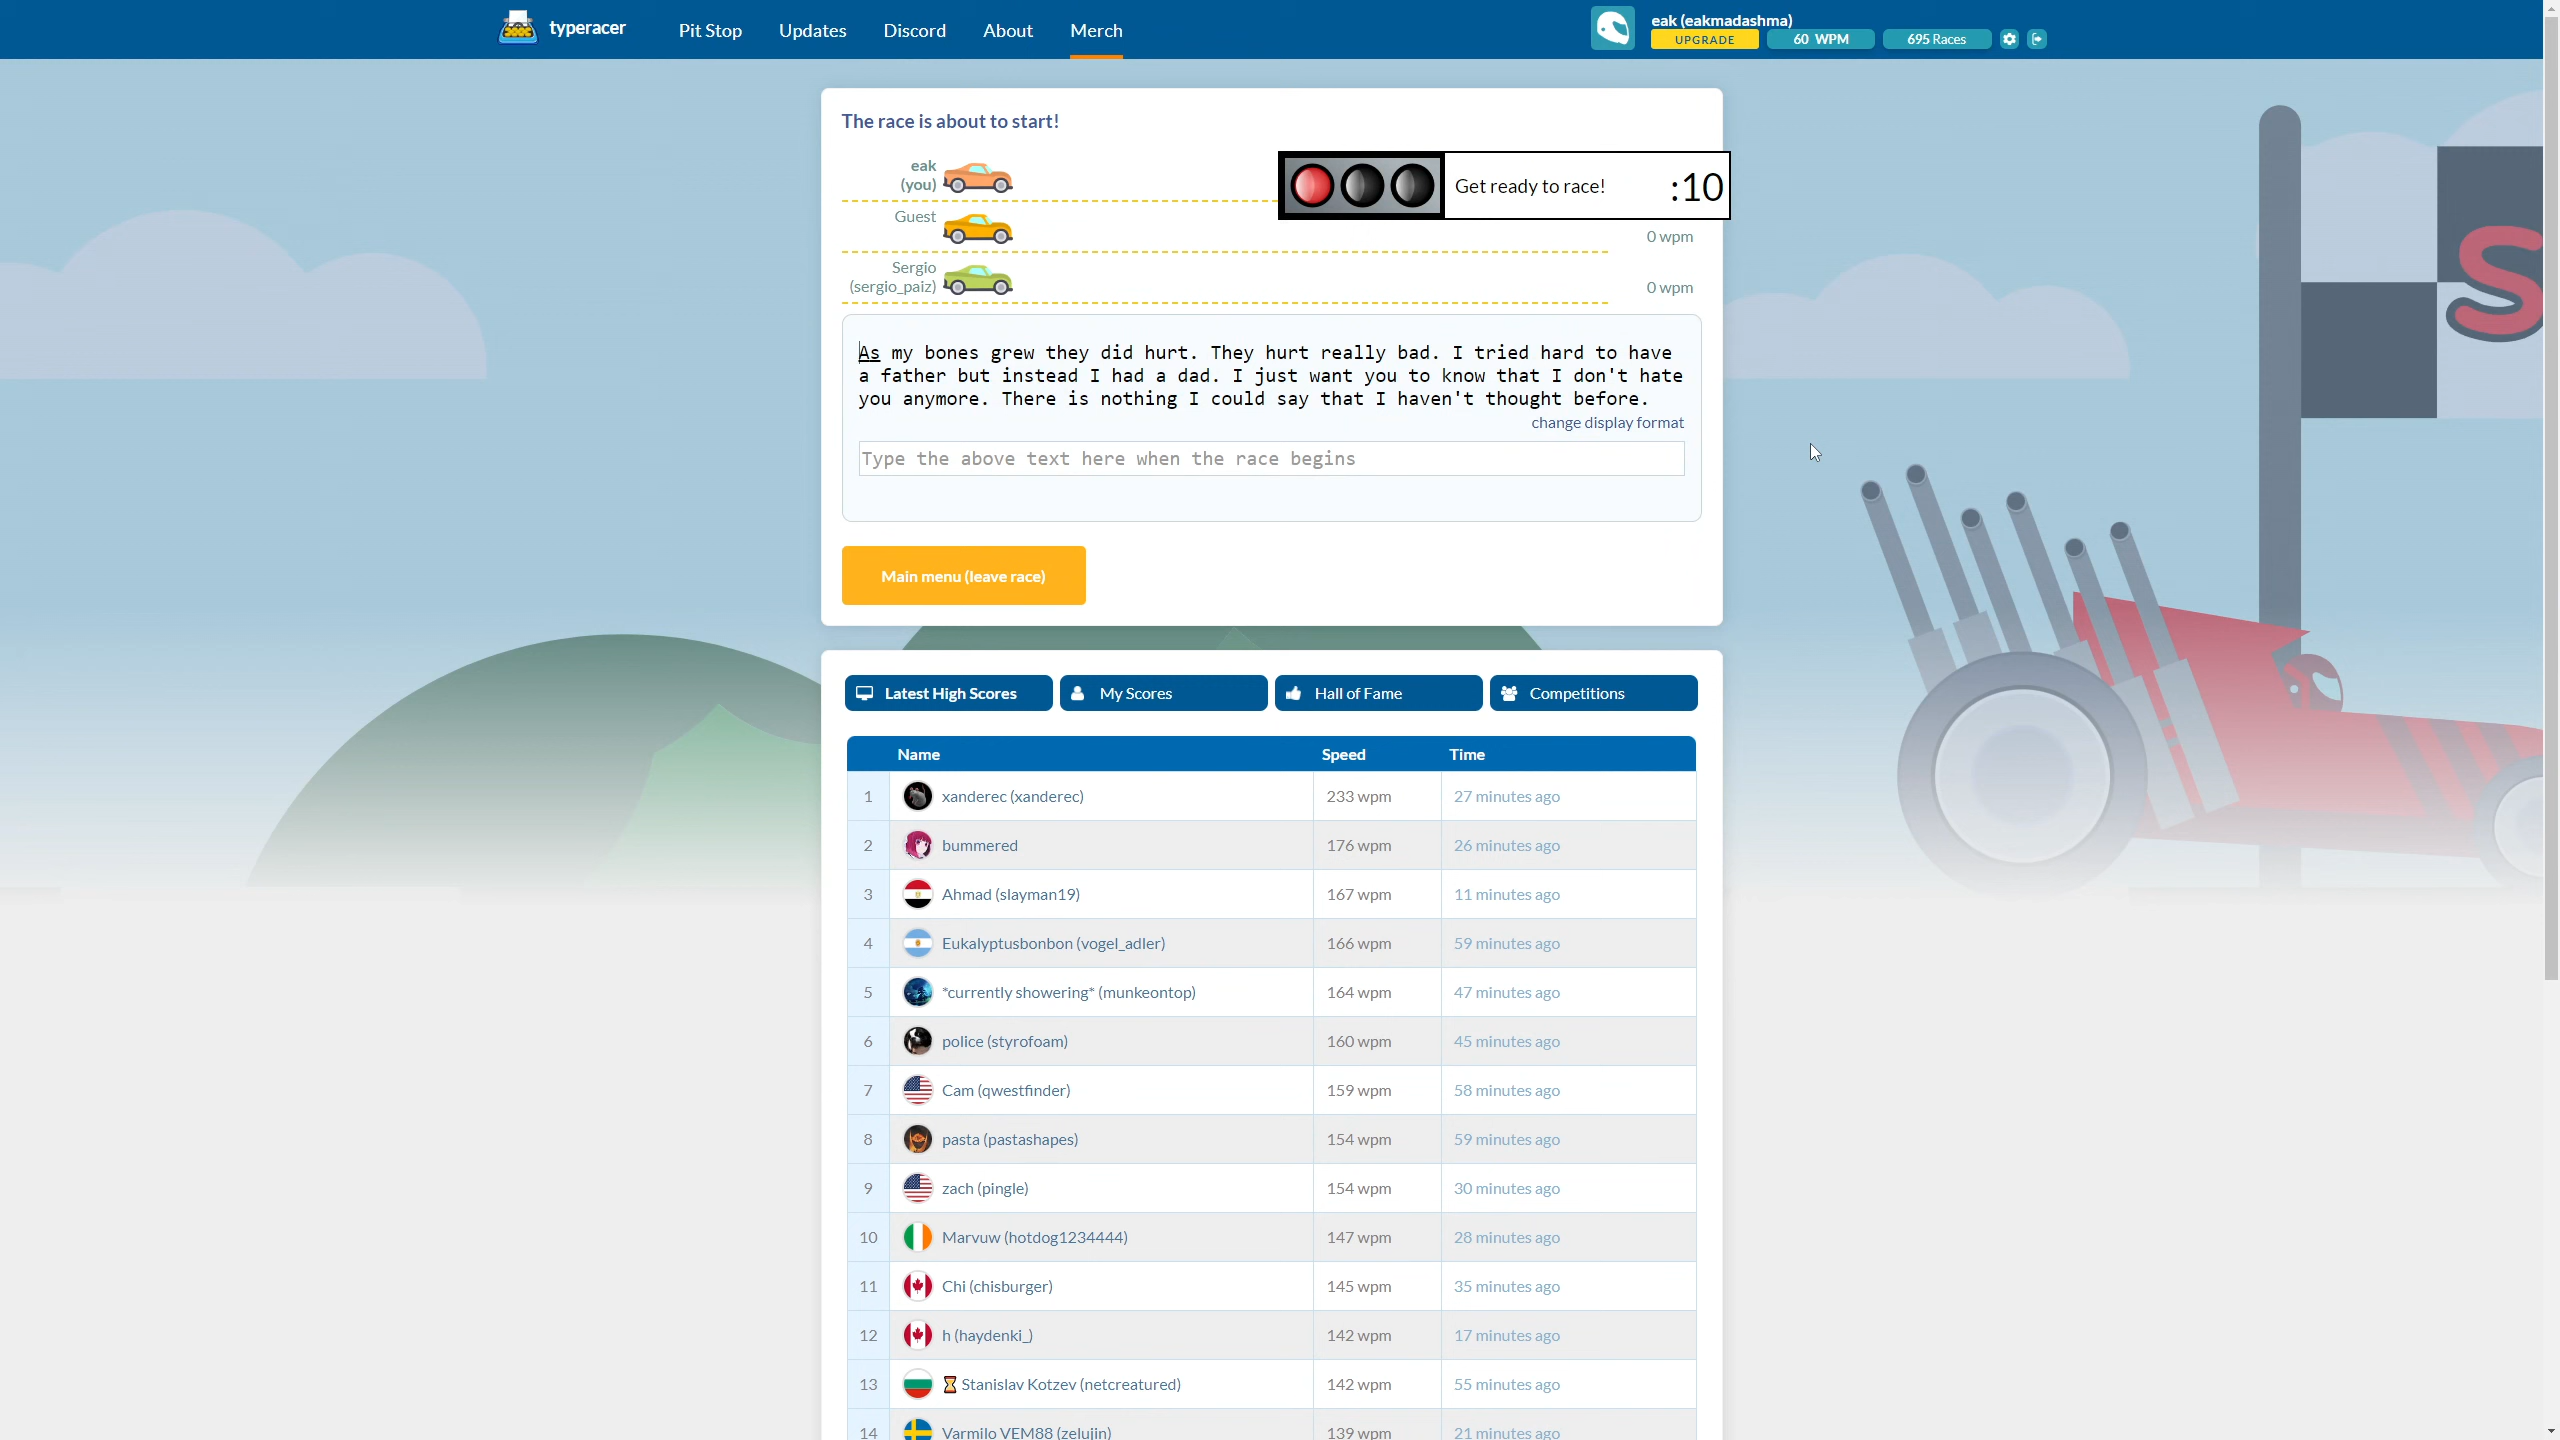 typeracer
Pit Stop
Updates
Discord
About
Merch
eak (eakmadashma)
UPGRADE
60 WPM
695 Races
The race is about to start!
eak
(you)
Get ready to race!
:10
Guest
0 wpm
Sergio
(sergio_paiz)
0 wpm
As my bones grew they did hurt. They hurt really bad. I tried hard to have
a father but instead I had a dad. I just want you to know that I don't hate
you anymore. There is nothing I could say that I haven't thought before.
change display format
Type the above text here when the race begins
Main menu (leave race)
Latest High Scores
My Scores
Hall of Fame
Competitions
Name Speed Time
1 xanderec (xanderec) 233 wpm 27 minutes ago
2 bummered 176 wpm 26 minutes ago
3 Ahmad (slayman19) 167 wpm 11 minutes ago
4 Eukalyptusbonbon (vogel_adler) 166 wpm 59 minutes ago
5 *currently showering* (munkeontop) 164 wpm 47 minutes ago
6 police (styrofoam) 160 wpm 45 minutes ago
7 Cam (qwestfinder) 159 wpm 58 minutes ago
8 pasta (pastashapes) 154 wpm 59 minutes ago
9 zach (pingle) 154 wpm 30 minutes ago
10 Marvuw (hotdog1234444) 147 wpm 28 minutes ago
11 Chi (chisburger) 145 wpm 35 minutes ago
12 h (haydenki_) 142 wpm 17 minutes ago
13 ⌛ Stanislav Kotzev (netcreatured) 142 wpm 55 minutes ago
14 Varmilo VEM88 (zelujin) 139 wpm 21 minutes ago
S